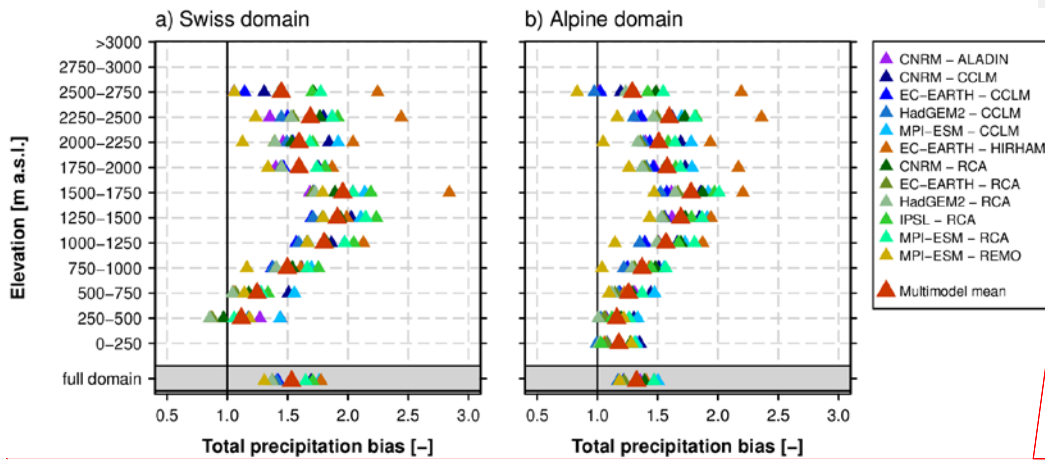 a) Swiss domain
b) Alpine domain
Elevation [m a.s.l.]
>3000
2750−3000
2500−2750
2250−2500
2000−2250
1750−2000
1500−1750
1250−1500
1000−1250
750−1000
500−750
250−500
0−250
full domain
0.5 1.0 1.5 2.0 2.5 3.0
0.5 1.0 1.5 2.0 2.5 3.0
Total precipitation bias [−]
Total precipitation bias [−]
CNRM − ALADIN
CNRM − CCLM
EC−EARTH − CCLM
HadGEM2 − CCLM
MPI−ESM − CCLM
EC−EARTH − HIRHAM
CNRM − RCA
EC−EARTH − RCA
HadGEM2 − RCA
IPSL − RCA
MPI−ESM − RCA
MPI−ESM − REMO
Multimodel mean